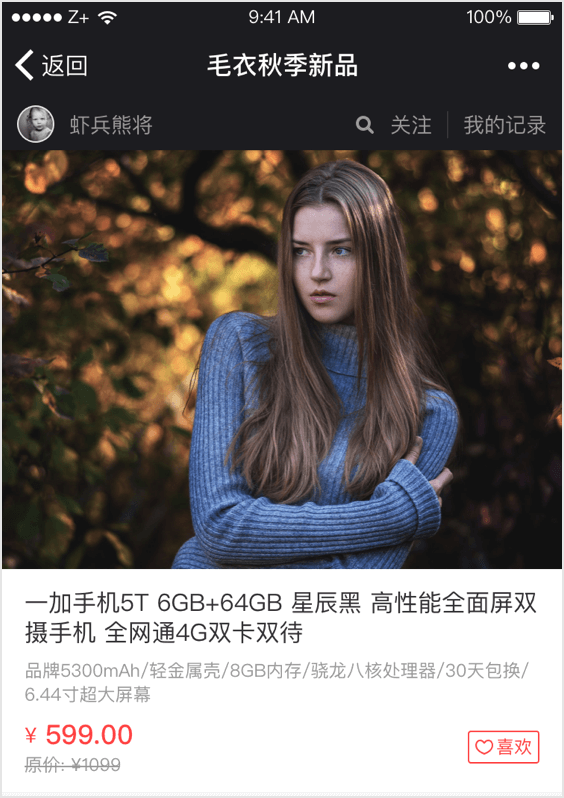 Z+ 9:41 AM 100%
返回 毛衣秋季新品
虾兵熊将 关注 我的记录
一加手机5T 6GB+64GB 星辰黑 高性能全面屏双
摄手机 全网通4G双卡双待
品牌5300mAh/轻金属壳/8GB内存/骁龙八核处理器/30天包换/
6.44寸超大屏幕
¥ 599.00
喜欢
原价: ¥1099